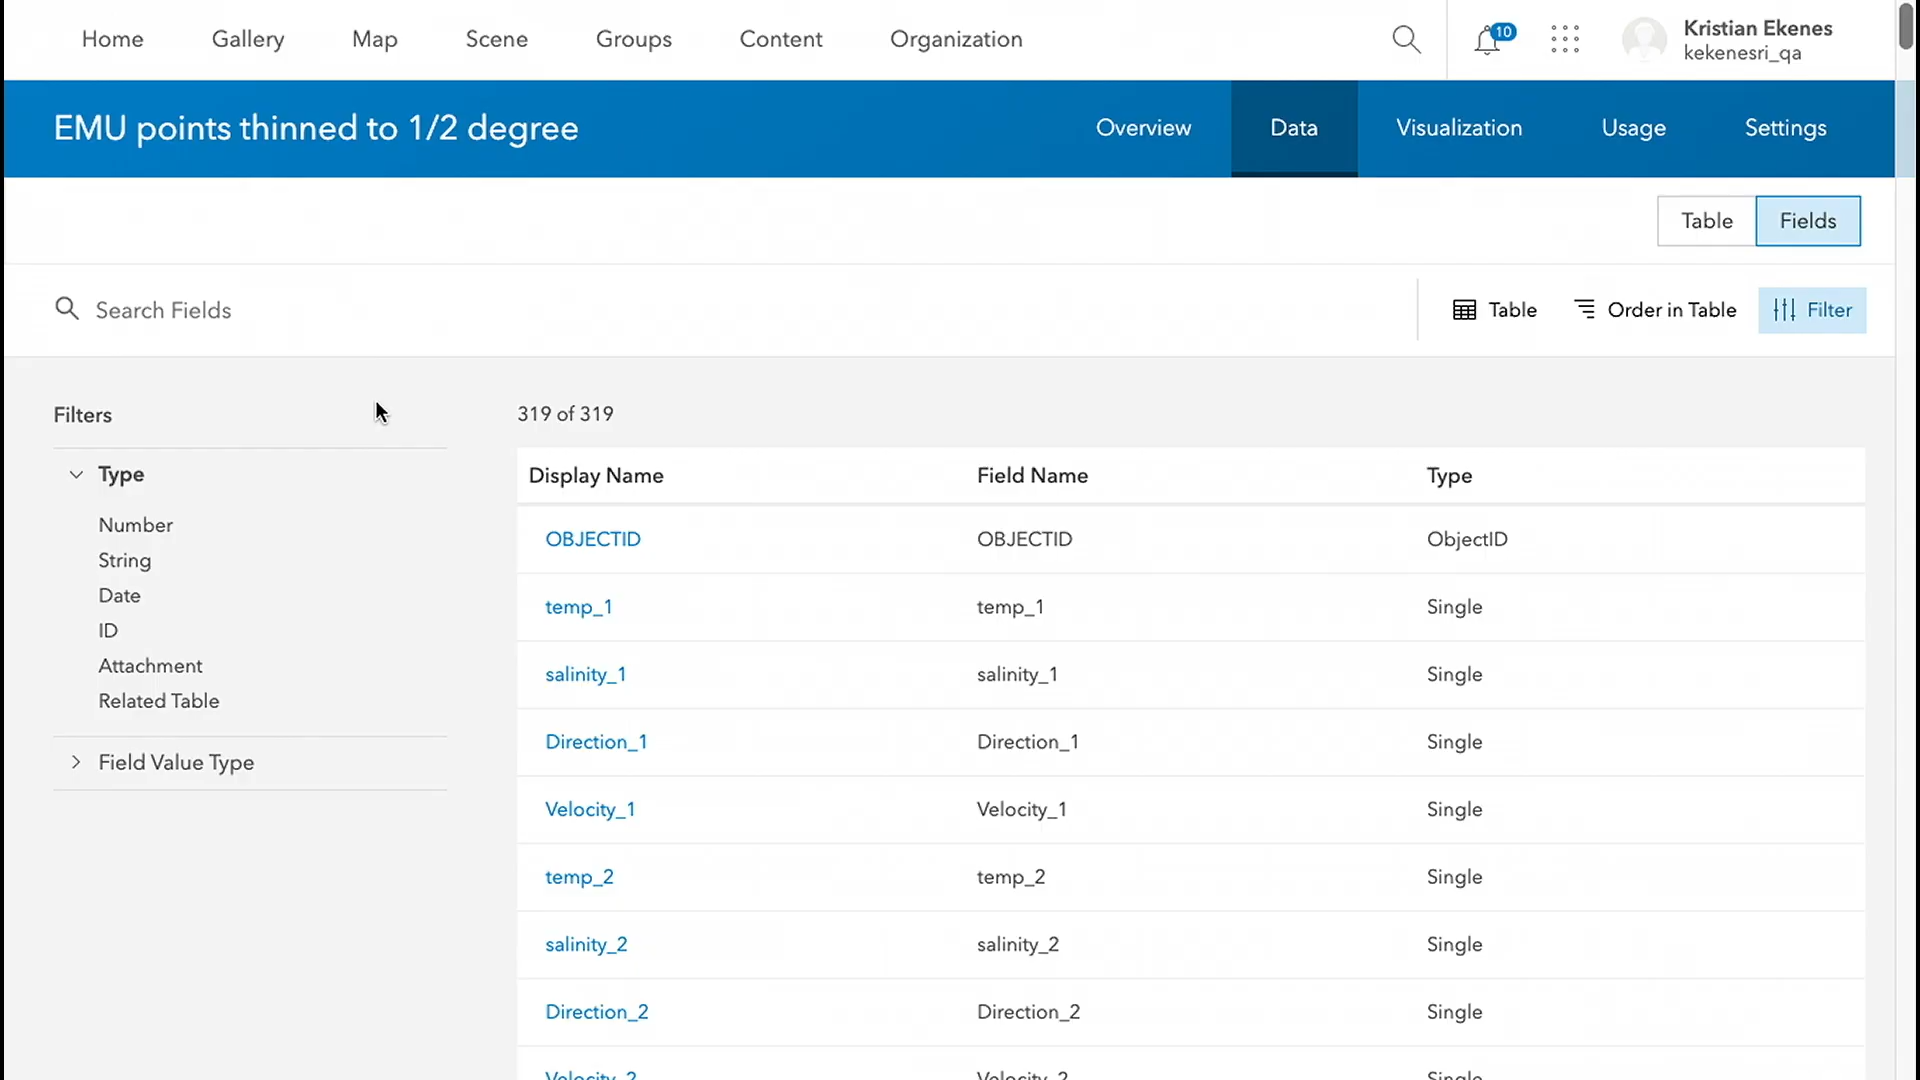 Home Gallery Map Scene Groups Content Organization 10 Kristian Ekenes
kekenesri_qa
EMU points thinned to 1/2 degree Overview Data Visualization Usage Settings
Table Fields
Search Fields Table Order in Table Filter
Filters 319 of 319
Type Display Name Field Name Type
Number
String OBJECTID OBJECTID ObjectID
Date
ID temp_1 temp_1 Single
Attachment salinity_1 salinity_1 Single
Related Table
Direction_1 Direction_1 Single
Field Value Type
Velocity_1 Velocity_1 Single
temp_2 temp_2 Single
salinity_2 salinity_2 Single
Direction_2 Direction_2 Single
Velocity_2 Velocity_2 Single